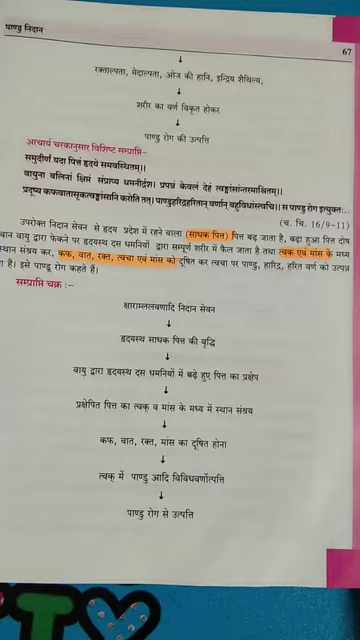 पाण्डु निदान
67
↓
रक्ताल्पता, मेदाल्पता, ओज की हानि, इन्द्रिय शैथिल्य,
↓
शरीर का वर्ण विकृत होकर
↓
पाण्डु रोग की उत्पत्ति
आचार्य चरकानुसार विशिष्ट सम्प्राप्ति-
समुदीर्णं यदा पित्तं हृदये समवस्थितम्।।
वायुना बलिनां क्षिप्तं संप्राप्य धमनीर्दश। प्रपन्नं केवलं देहं त्वङ्मांसांन्तरमाश्रितम्।।
प्रदूष्य कफवातासृक्त्वङ्मांसानि करोति तत्। पाण्डुहारिद्रहरितान् वर्णान् बहुविधांस्त्वचि।। स पाण्डु रोग इत्युक्तः...
(च. चि. 16/9-11)
उपरोक्त निदान सेवन से हृदय प्रदेश में रहने वाला (साधक पित्त) पित्त बढ़ जाता है, बढ़ा हुआ पित्त दोष
वान वायु द्वारा फेंकने पर हृदयस्थ दस धमनियों द्वारा सम्पूर्ण शरीर में फैल जाता है तथा त्वक एवं मांस के मध्य
स्थान संश्रय कर, कफ, वात, रक्त, त्वचा एवं मांस को दूषित कर त्वचा पर पाण्डु, हारिद्र, हरित वर्ण को उत्पन्न
ा है। इसे पाण्डू रोग कहते हैं।
सम्प्राप्ति चक्र :-
क्षाराम्ललवणादि निदान सेवन
↓
हृदयस्थ साधक पित्त की वृद्धि
↓
वायु द्वारा हृदयस्थ दस धमनियों में बढ़े हुए पित्त का प्रक्षेप
↓
प्रक्षेपित पित्त का त्वक् व मांस के मध्य में स्थान संश्रय
↓
कफ, वात, रक्त, मांस का दूषित होना
↓
त्वक् में पाण्डु आदि विविधवर्णोत्पत्ति
↓
पाण्डु रोग से उत्पत्ति